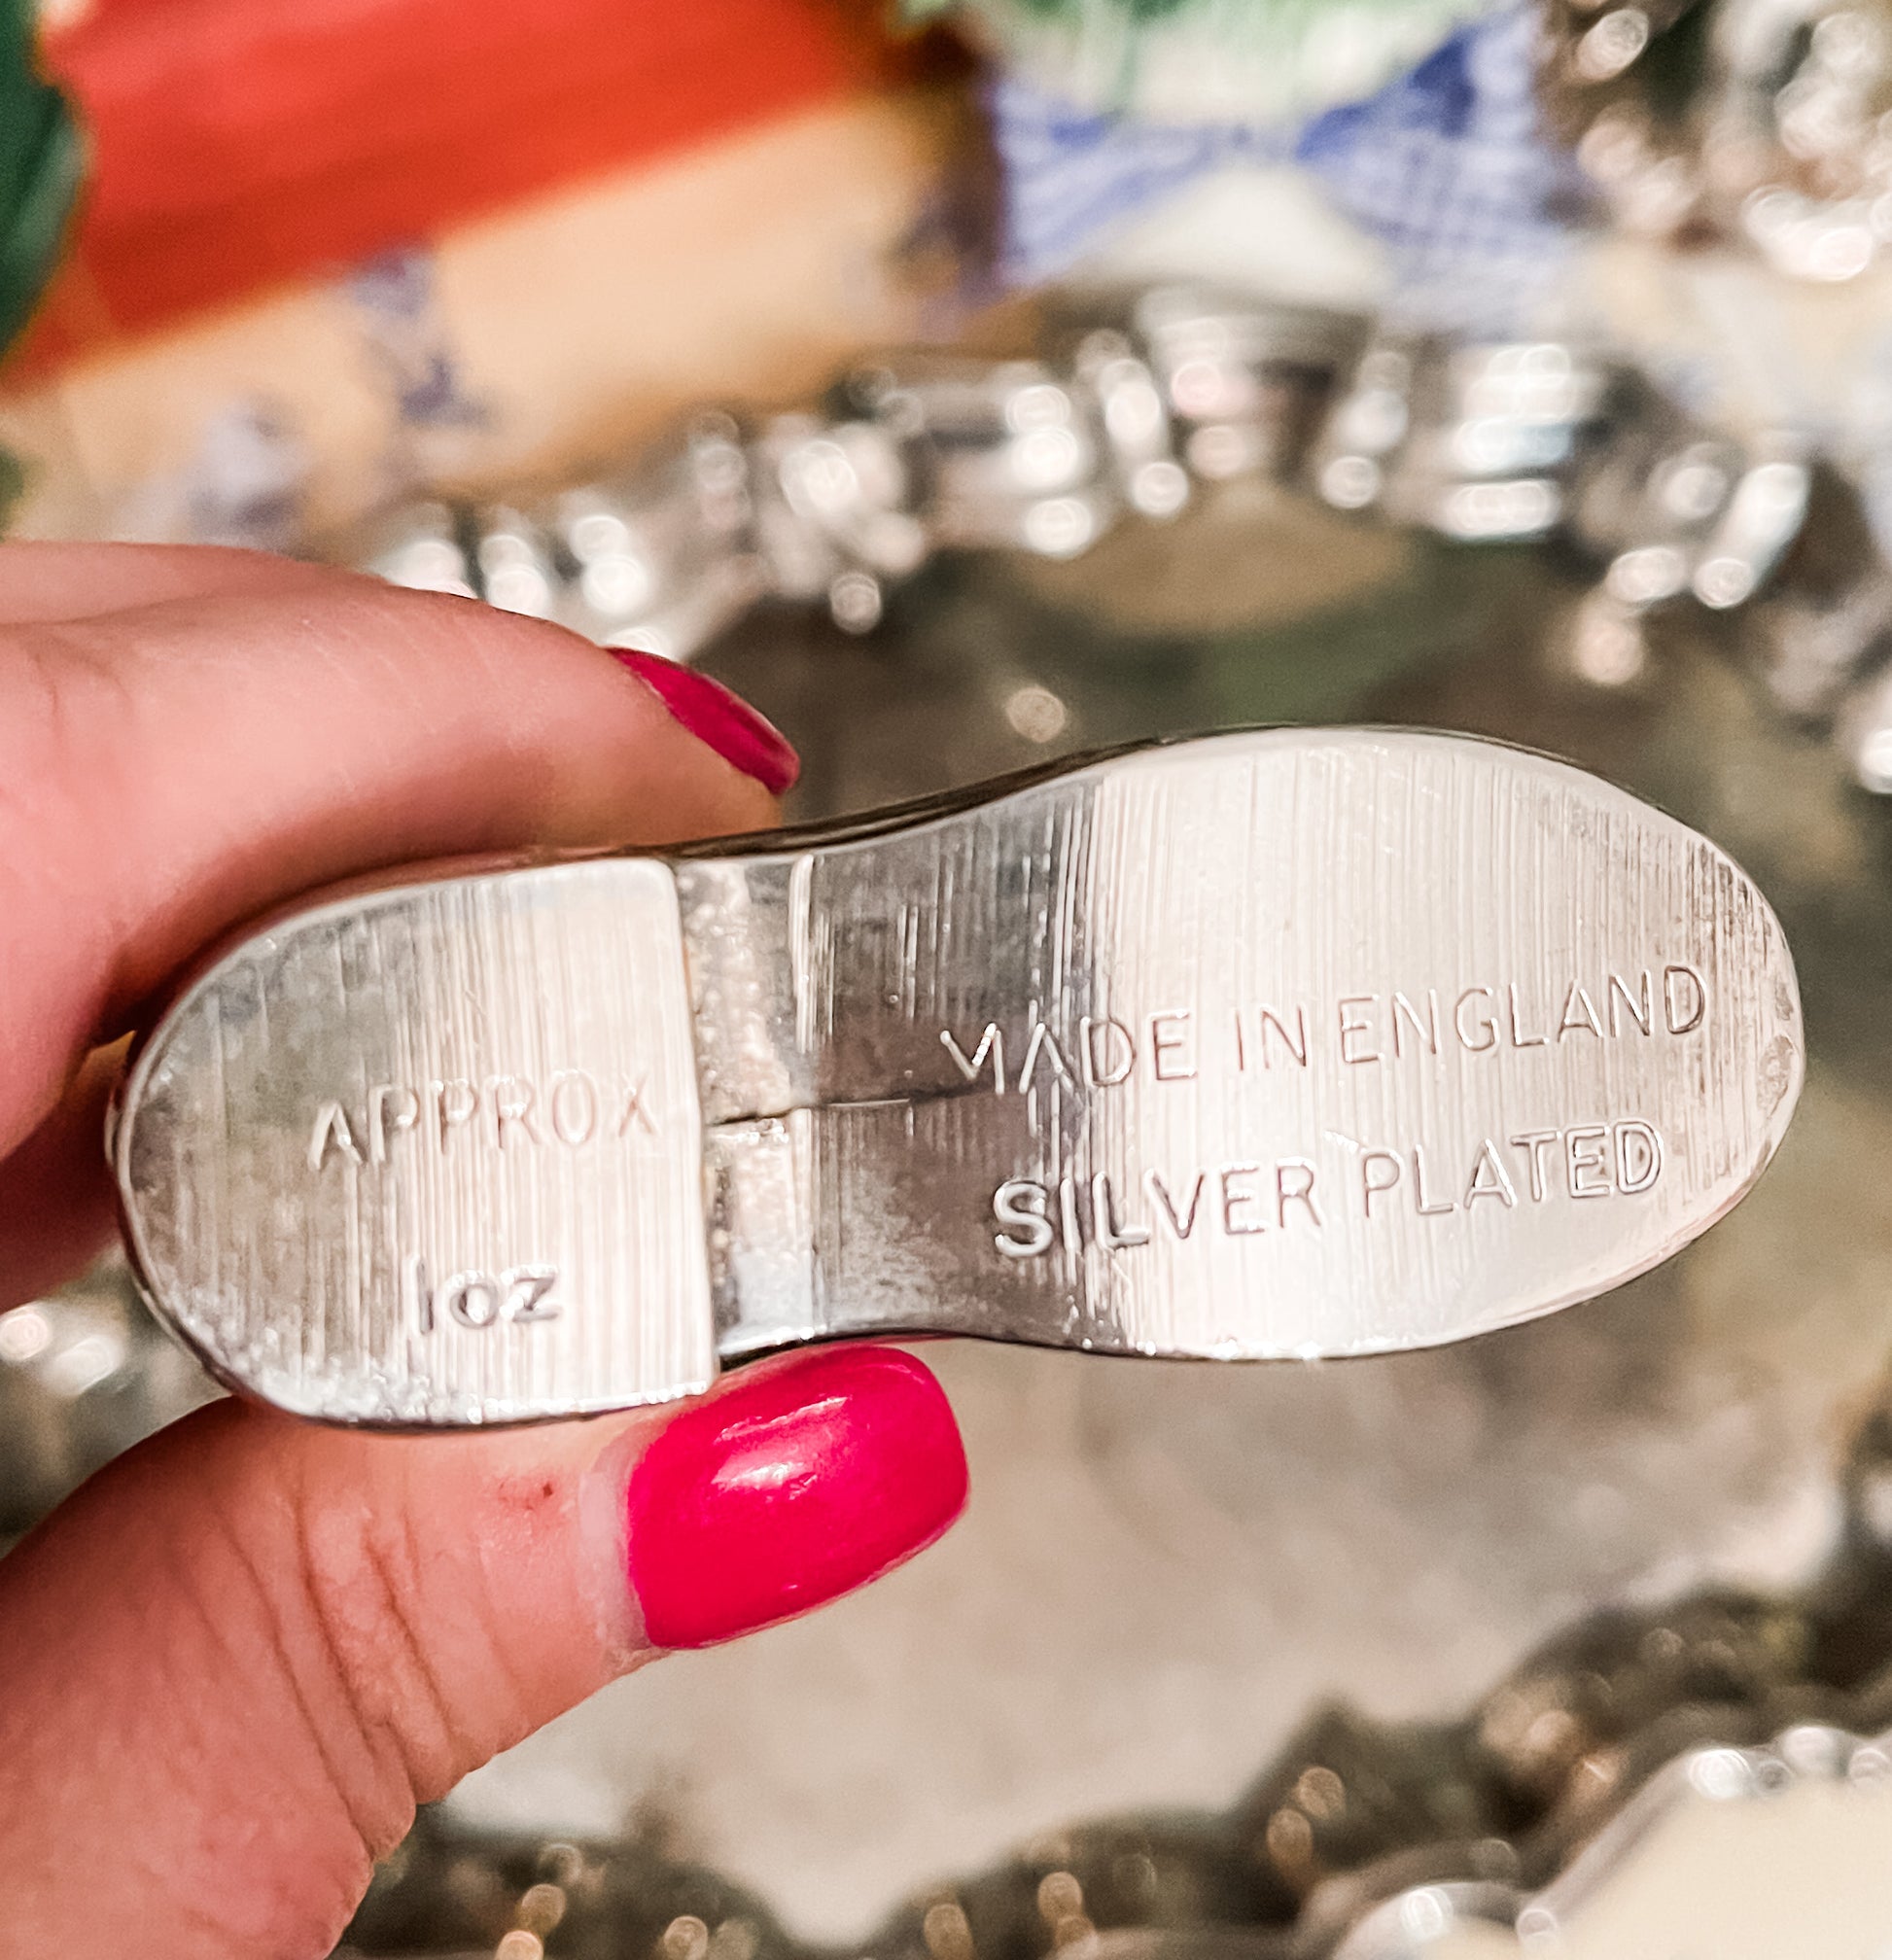 APPROX
1oz
MADE IN ENGLAND
SILVER PLATED